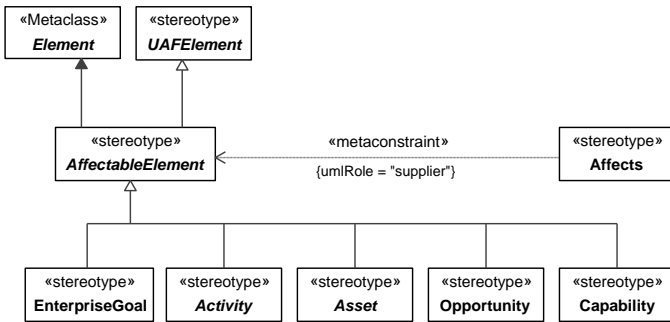 «Metaclass»
Element
«stereotype»
UAFElement
«stereotype»
AffectableElement
«metaconstraint»
{umlRole = "supplier"}
«stereotype»
Affects
«stereotype»
EnterpriseGoal
«stereotype»
Activity
«stereotype»
Asset
«stereotype»
Opportunity
«stereotype»
Capability